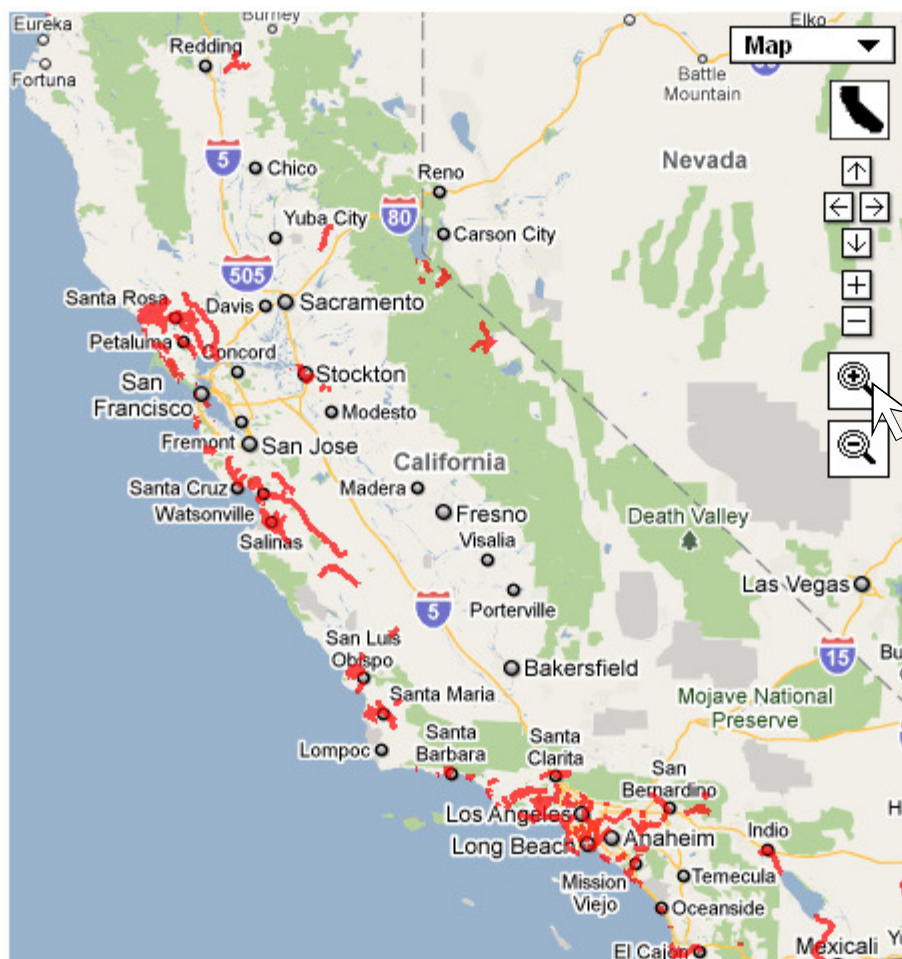 Eureka
Burney
Elko
Redding
Map
Fortuna
Battle
Mountain
5
Chico
Nevada
Reno
Yuba City
80
Carson City
505
Santa Rosa
Davis
Sacramento
Petaluma
Concord
San
Francisco
Stockton
Modesto
Fremont
San Jose
California
Santa Cruz
Madera
Watsonville
Fresno
Death Valley
Salinas
Visalia
Las Vegas
5
Porterville
San Luis
Obispo
15
Bakersfield
Santa Maria
Mojave National
Preserve
Lompoc
Santa
Barbara
Santa
Clarita
San
Bernardino
Los Angeles
Anaheim
Indio
Long Beach
Mission
Viejo
Temecula
Oceanside
El Cajon
Mexicali